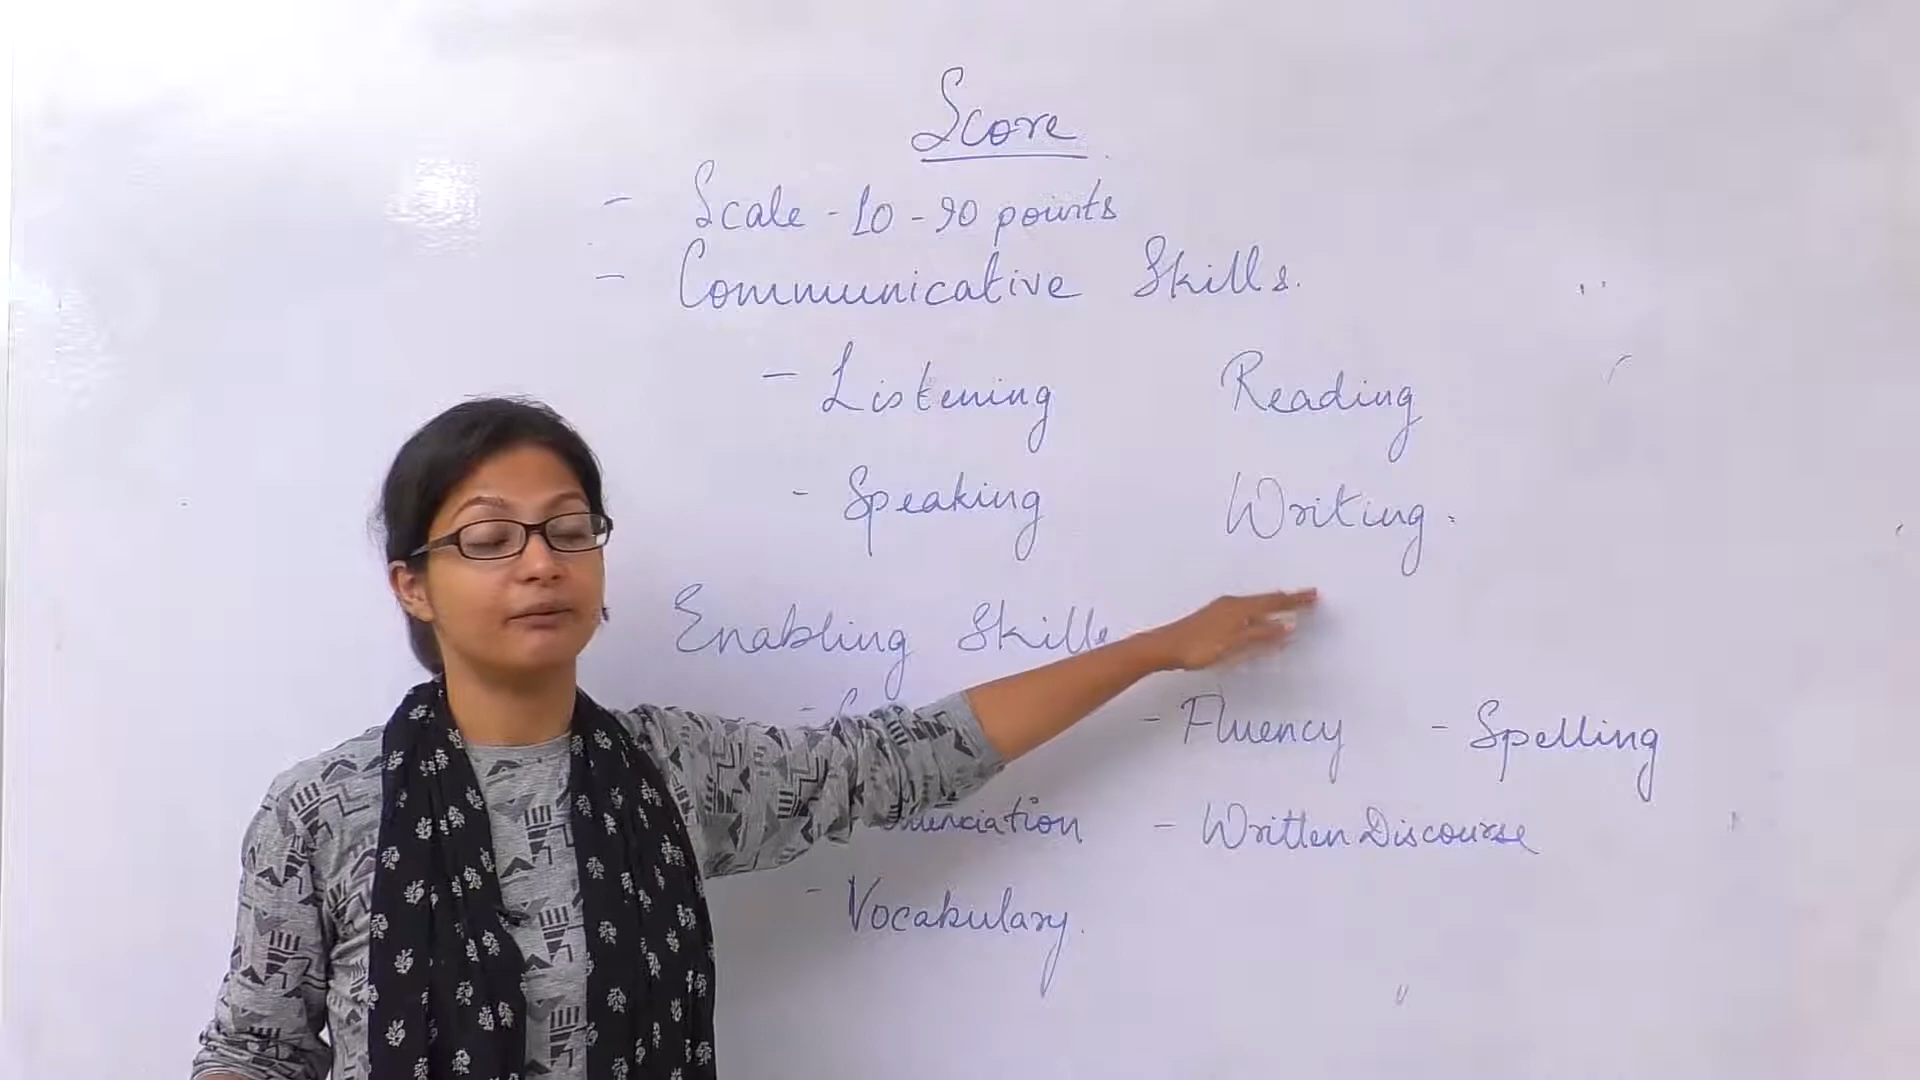 Score
- Scale - 10 - 90 points
- Communicative Skills.
- Listening Reading
- Speaking Writing.
Enabling Skills
- Fluency - Spelling
- Written Discourse
- Vocabulary.